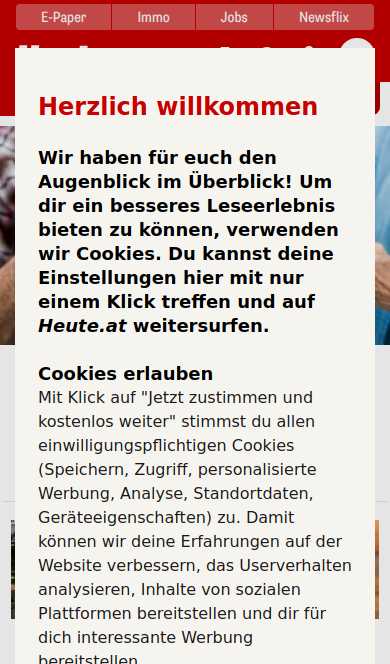 E-Paper
Immo
Jobs
Newsflix
Herzlich willkommen
Wir haben für euch den
Augenblick im Überblick! Um
dir ein besseres Leseerlebnis
bieten zu können, verwenden
wir Cookies. Du kannst deine
Einstellungen hier mit nur
einem Klick treffen und auf
Heute.at weitersurfen.
Cookies erlauben
Mit Klick auf "Jetzt zustimmen und
kostenlos weiter" stimmst du allen
einwilligungspflichtigen Cookies
(Speichern, Zugriff, personalisierte
Werbung, Analyse, Standortdaten,
Geräteeigenschaften) zu. Damit
können wir deine Erfahrungen auf der
Website verbessern, das Userverhalten
analysieren, Inhalte von sozialen
Plattformen bereitstellen und dir für
dich interessante Werbung
bereitstellen